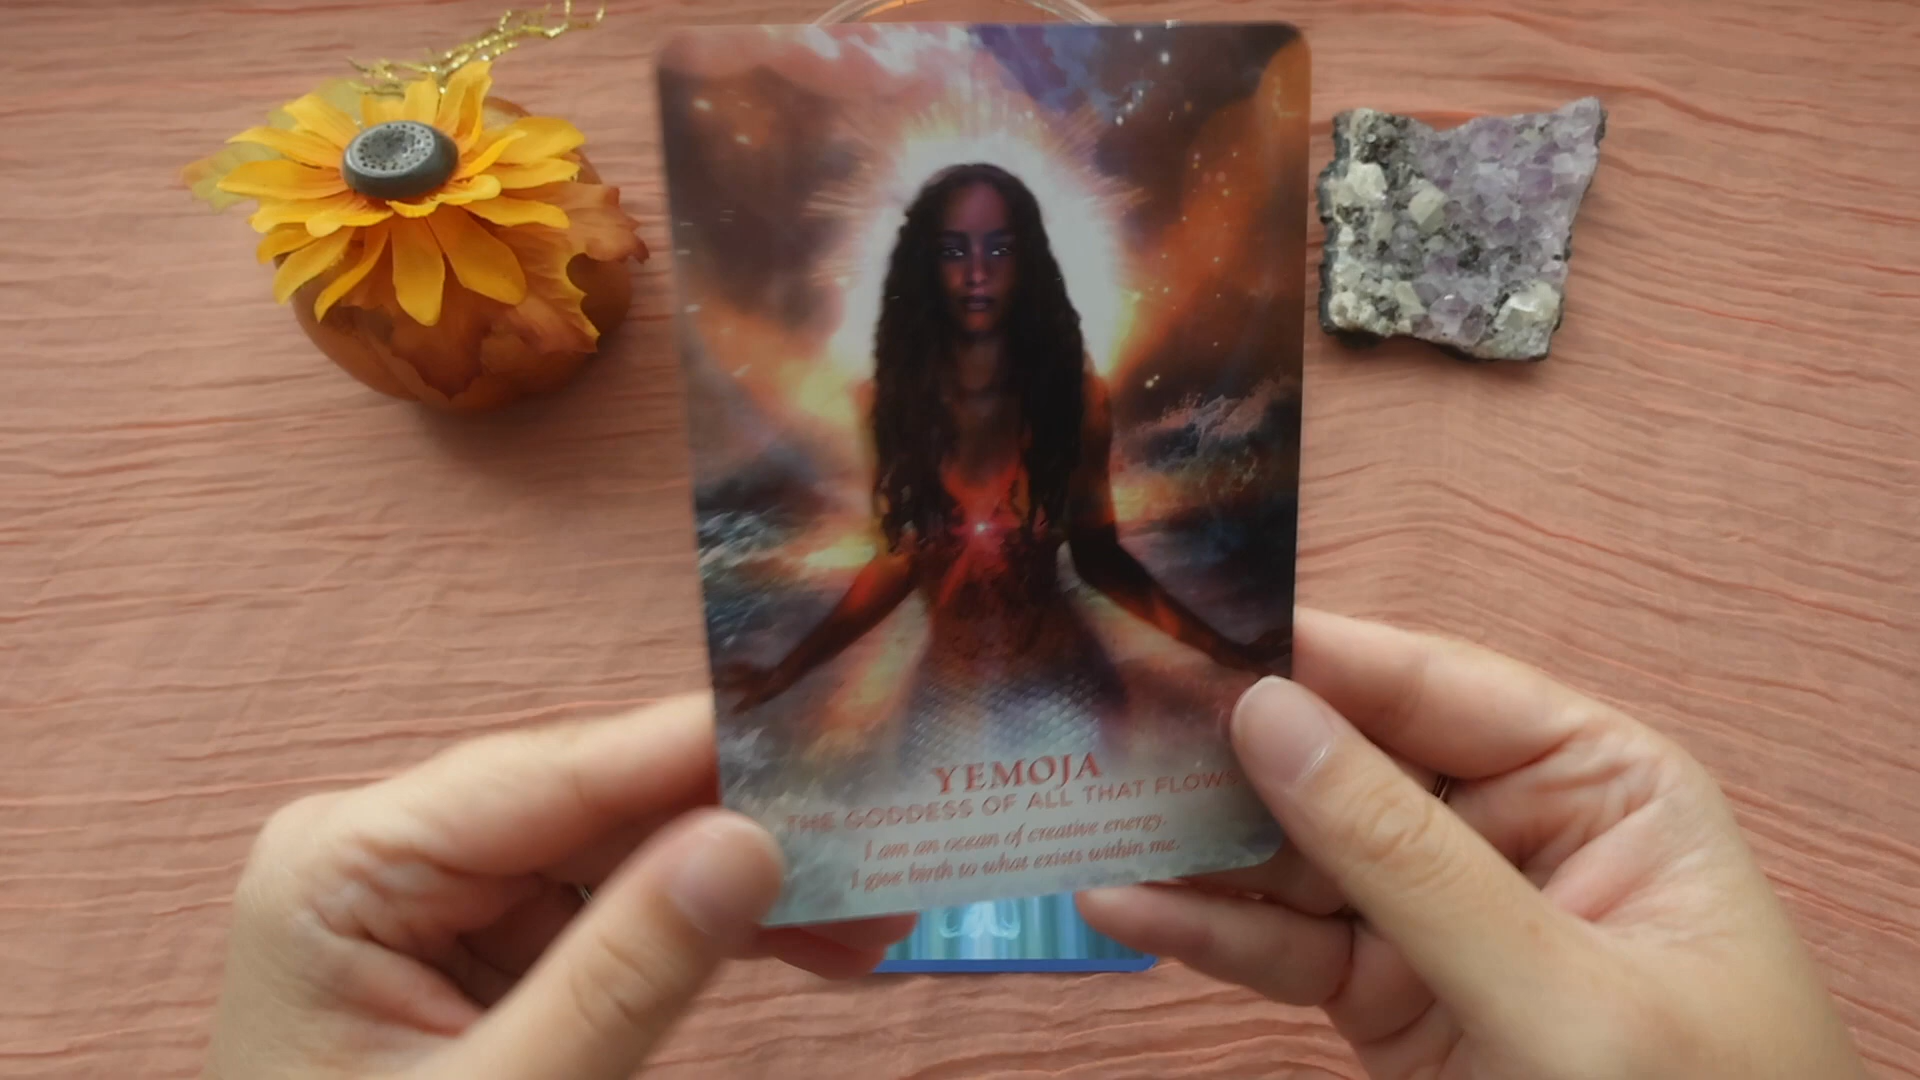 YEMOJA
THE GODDESS OF ALL THAT FLOWS
I am an ocean of creative energy.
I give birth to what exists within me.